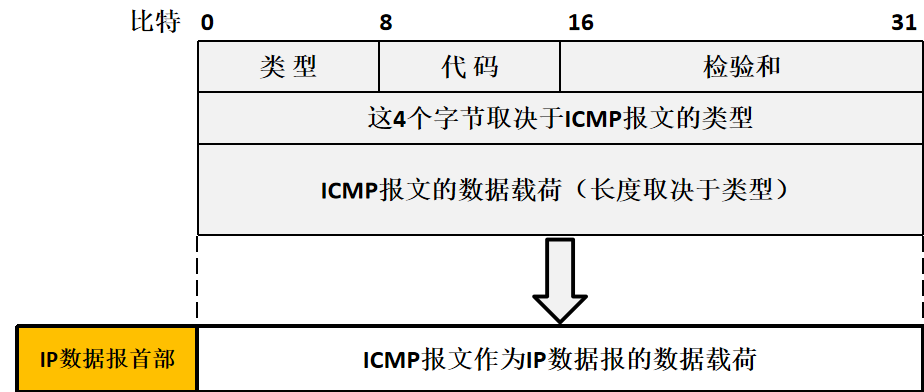 比特 0 8 16 31
类 型 代 码 检验和
这4个字节取决于ICMP报文的类型
ICMP报文的数据载荷（长度取决于类型）
IP数据报首部 ICMP报文作为IP数据报的数据载荷